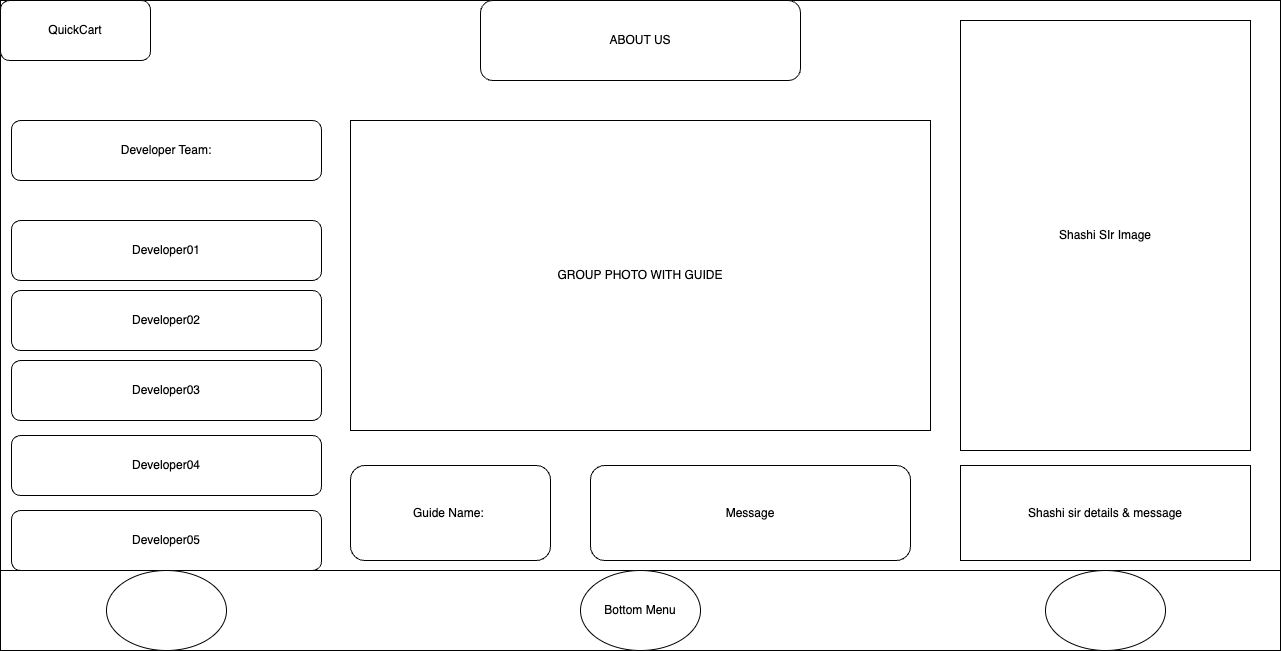 QuickCart
ABOUT US
Developer Team:
Developer01
Developer02
Developer03
Developer04
Developer05
GROUP PHOTO WITH GUIDE
Guide Name:
Message
Shashi SIr Image
Shashi sir details & message
Bottom Menu